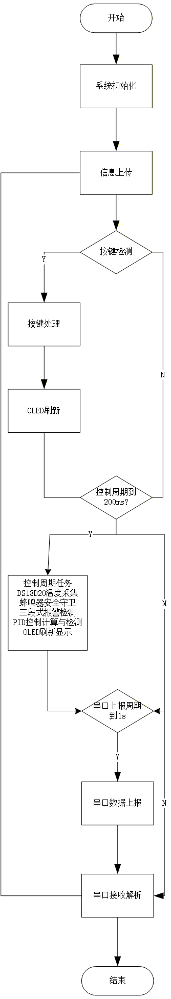 开始
系统初始化
信息上传
按键检测
Y
按键处理
N
OLED刷新
控制周期到
200ms?
Y
控制周期任务
DS18D20温度采集
蜂鸣器安全守卫
三段式报警检测
PID控制计算与检测
OLED刷新显示
N
串口上报周期
到1s
Y
串口数据上报
N
串口接收解析
结束